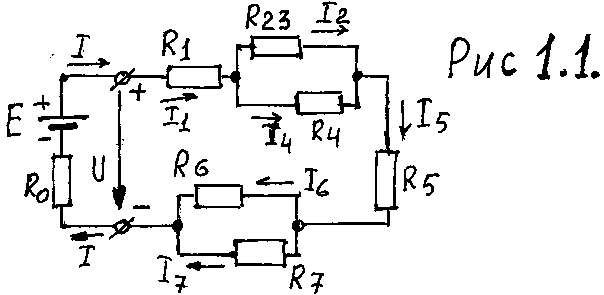 I
R1
R23
I2
Рис 1.1.
+
I1
I4
R4
I5
E
+
-
R0
U
-
R6
I6
R5
I
I7
R7